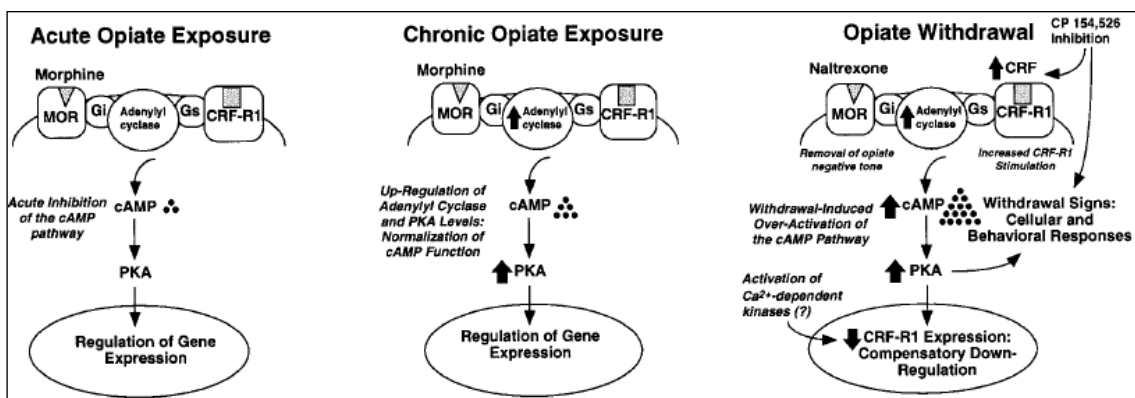 Acute Opiate Exposure
Morphine
MOR
Gi
Adenylyl
cyclase
Gs
CRF-R1
Acute Inhibition
of the cAMP
pathway
cAMP
PKA
Regulation of Gene
Expression
Chronic Opiate Exposure
Morphine
MOR
Gi
Adenylyl
cyclase
Gs
CRF-R1
Up-Regulation of
Adenylyl Cyclase
and PKA Levels:
Normalization of
cAMP Function
cAMP
PKA
Regulation of Gene
Expression
Opiate Withdrawal
CP 154,526
Inhibition
Naltrexone
CRF
MOR
Gi
Adenylyl
cyclase
Gs
CRF-R1
Removal of opiate
negative tone
Increased CRF-R1
Stimulation
Withdrawal-Induced
Over-Activation of
the cAMP Pathway
cAMP
Withdrawal Signs:
Cellular and
Behavioral Responses
PKA
Activation of
Ca2+-dependent
kinases (?)
CRF-R1 Expression:
Compensatory Down-
Regulation